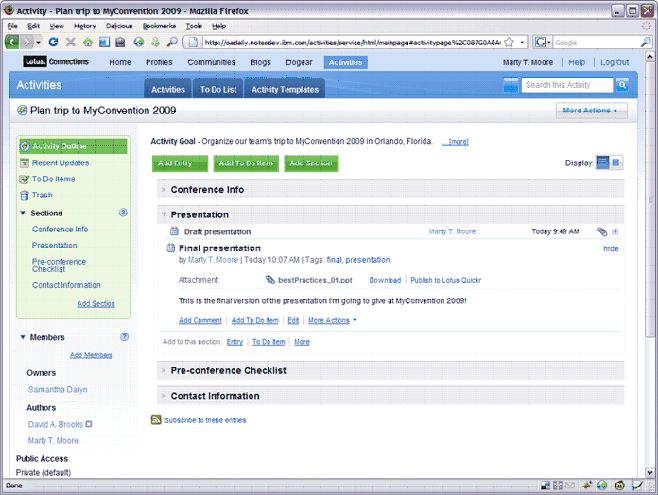 Activity - Plan trip to MyConvention 2009 - Mozilla Firefox
File Edit View History Delicious Bookmarks Tools Help
http://oadaily.notesdev.ibm.com/activities/service/html/mainpage#activitypage%2C087G0A4A
Google
Lotus. Connections Home Profiles Communities Blogs Dogear Activities Marty T. Moore | Help | Log Out
Activities
Activities To Do List Activity Templates
Search this Activity
Plan trip to MyConvention 2009
More Actions
Activity Outline
Recent Updates
To Do Items
Trash
Sections
Conference Info
Presentation
Pre-conference
Checklist
Contact Information
Add Section
Members
Add Members
Owners
Samantha Daryn
Authors
David A. Brooks
Marty T. Moore
Public Access
Private (default)
Activity Goal - Organize our team's trip to MyConvention 2009 in Orlando, Florida. ...[more]
Add Entry Add To Do Item Add Section
Display:
Conference Info
Presentation
Draft presentation Marty T. Moore Today 9:49 AM
Final presentation hide
by Marty T. Moore | Today 10:07 AM | Tags: final, presentation
Attachment: bestPractices_01.ppt Download | Publish to Lotus Quickr
This is the final version of the presentation I'm going to give at MyConvention 2009!
Add Comment Add To Do Item Edit More Actions
Add to this section: Entry To Do Item More
Pre-conference Checklist
Contact Information
Subscribe to these entries
Done